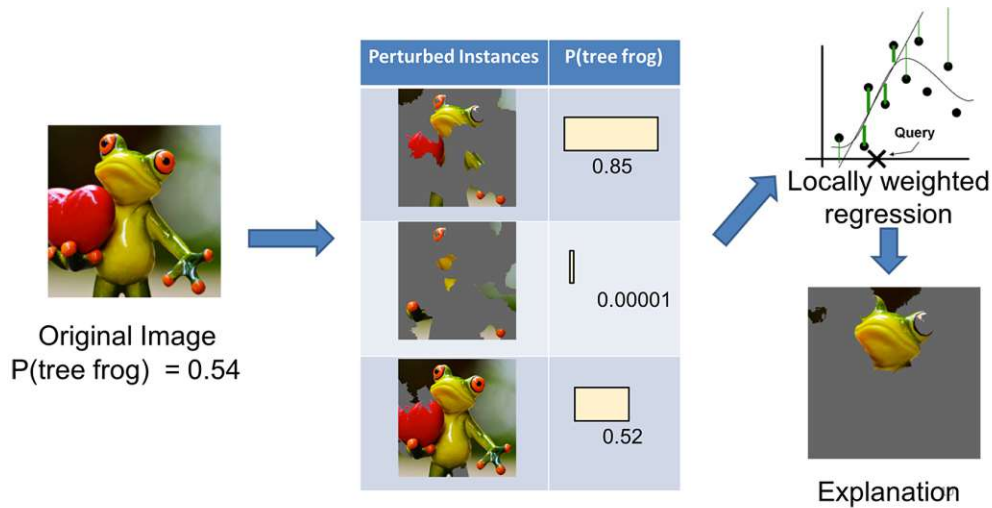 Original Image
P(tree frog) = 0.54
Perturbed Instances
P(tree frog)
0.85
0.00001
0.52
Query
Locally weighted
regression
Explanation